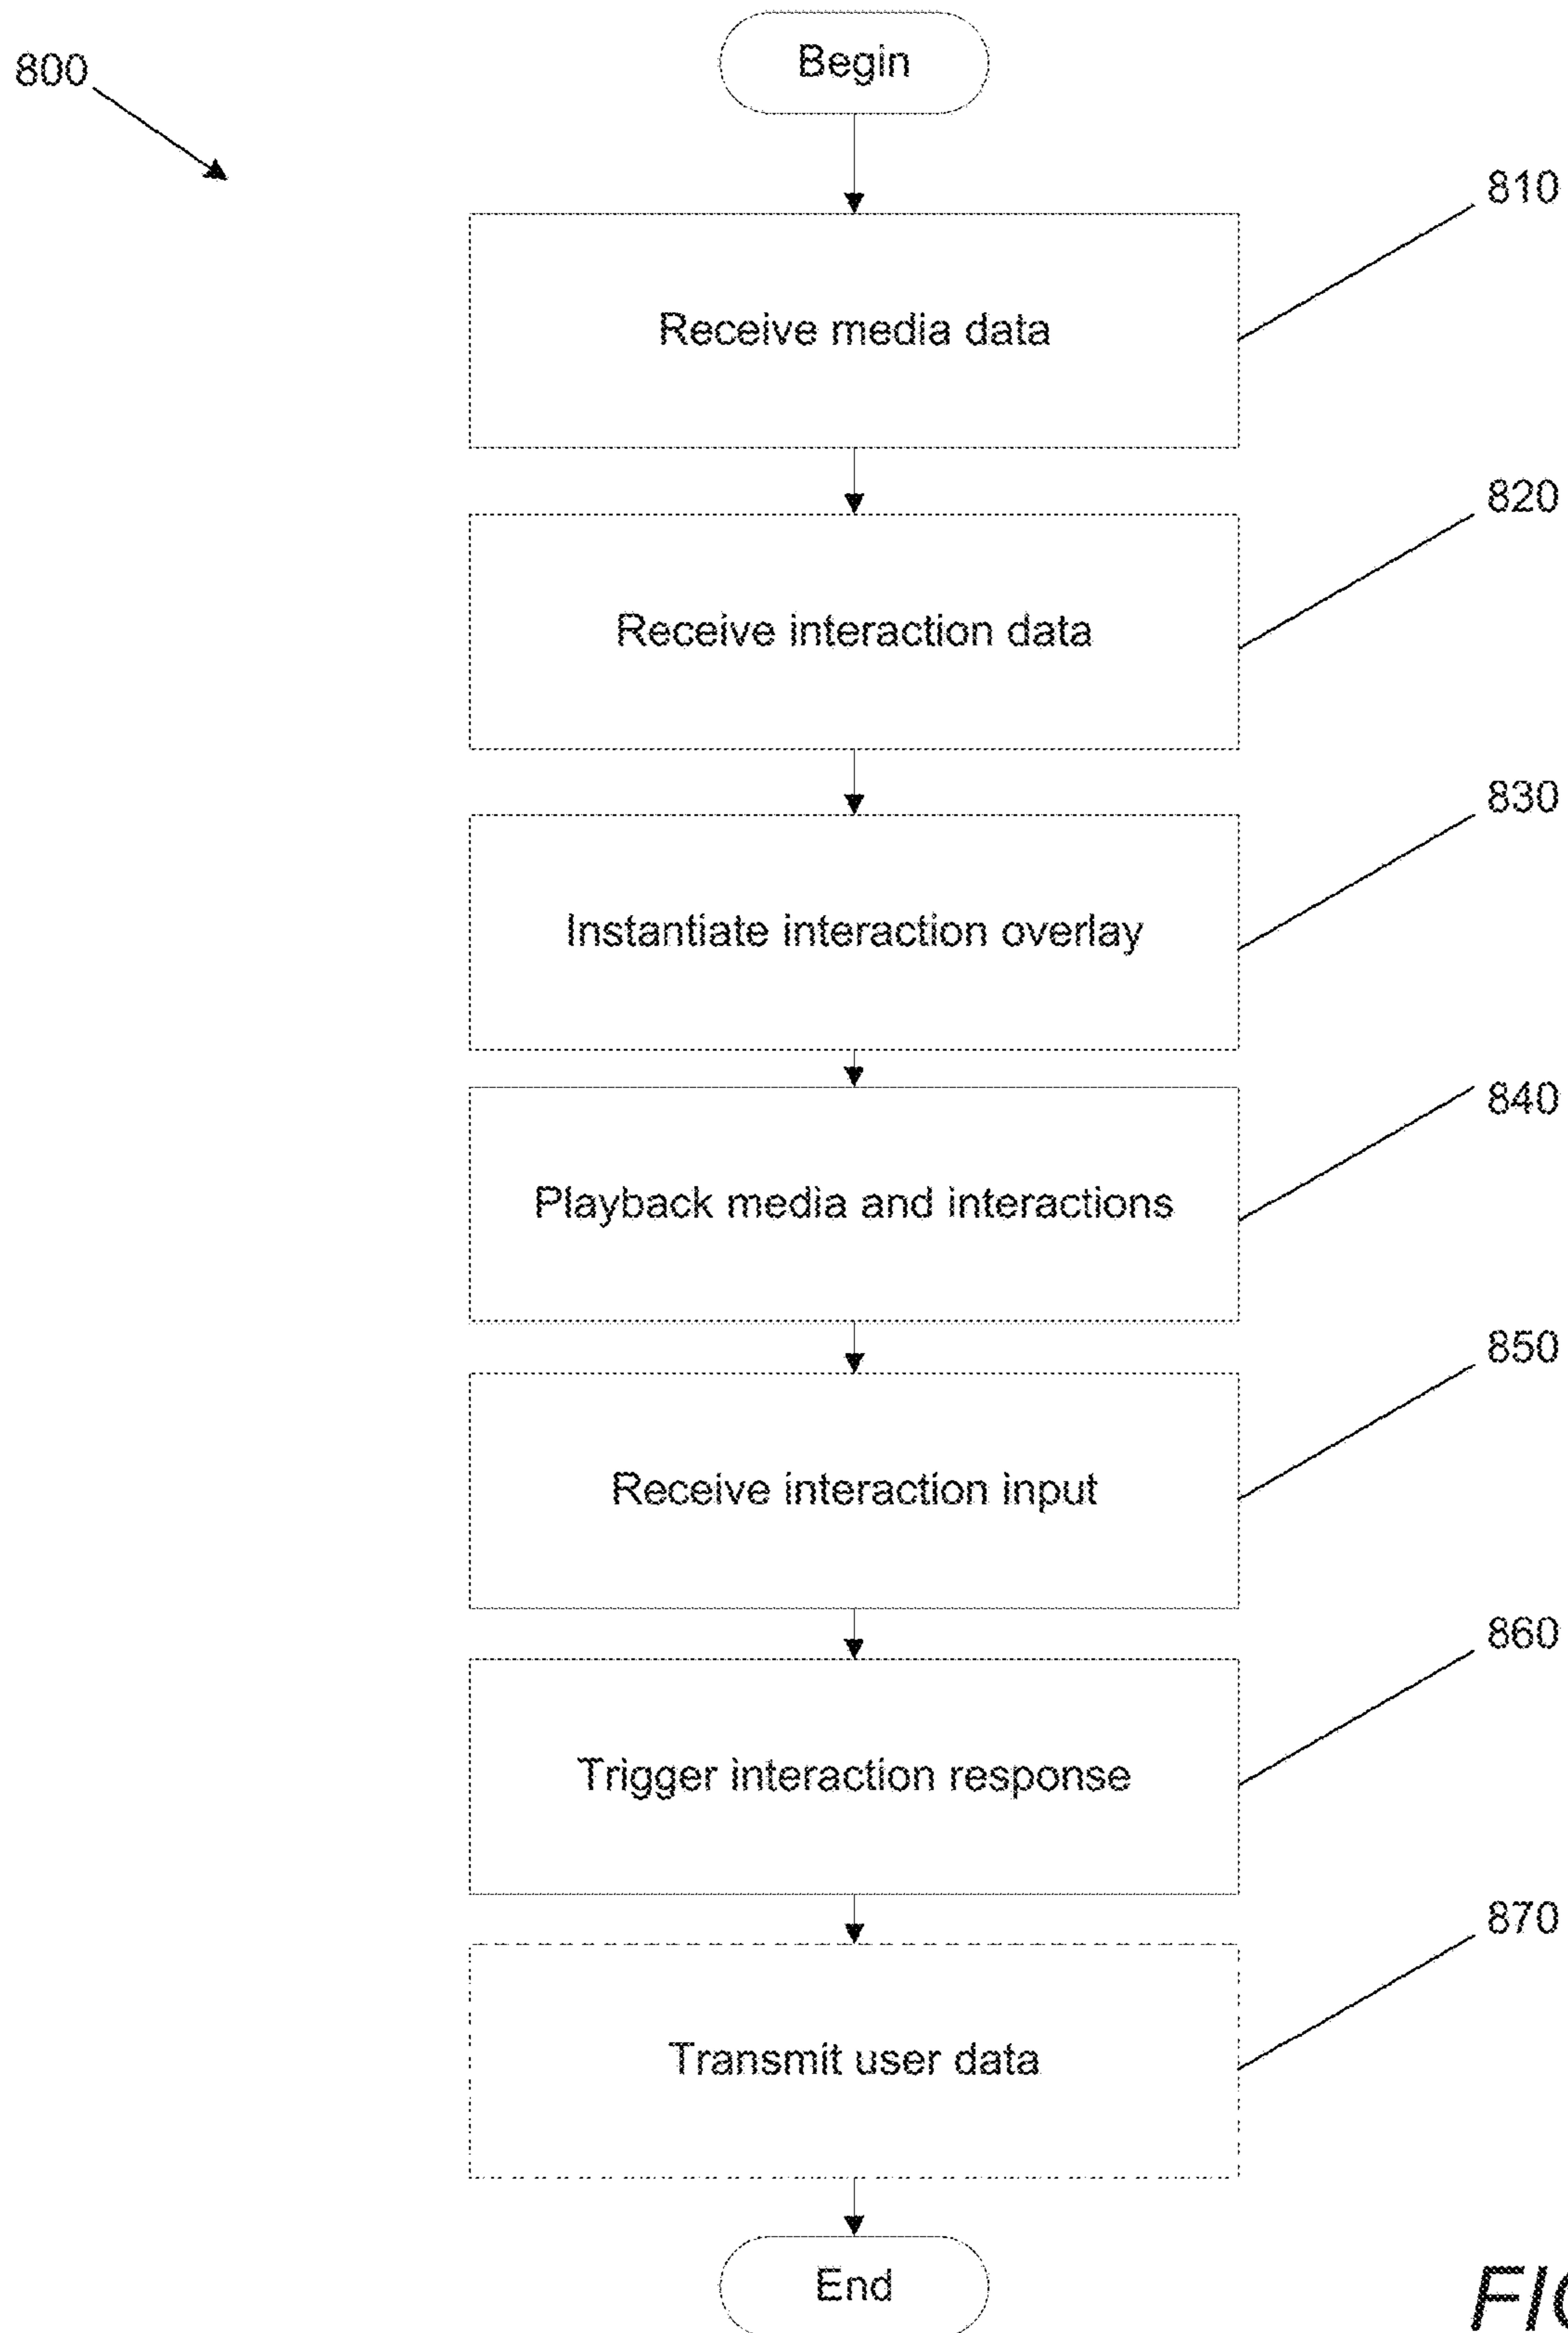 Begin
800
810
Receive media data
820
Receive interaction data
830
Instantiate interaction overlay
840
Playback media and interactions
850
Receive interaction input
860
Trigger interaction response
870
Transmit user data
End